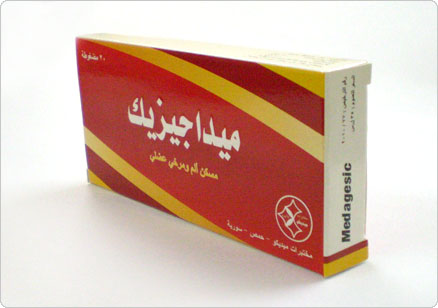 ٢٠ مضغوطة
ميداجيزيك
مسكن ألم ومرخي عضلي
مختبرات ميديكو - حمص - سورية
Medagesic